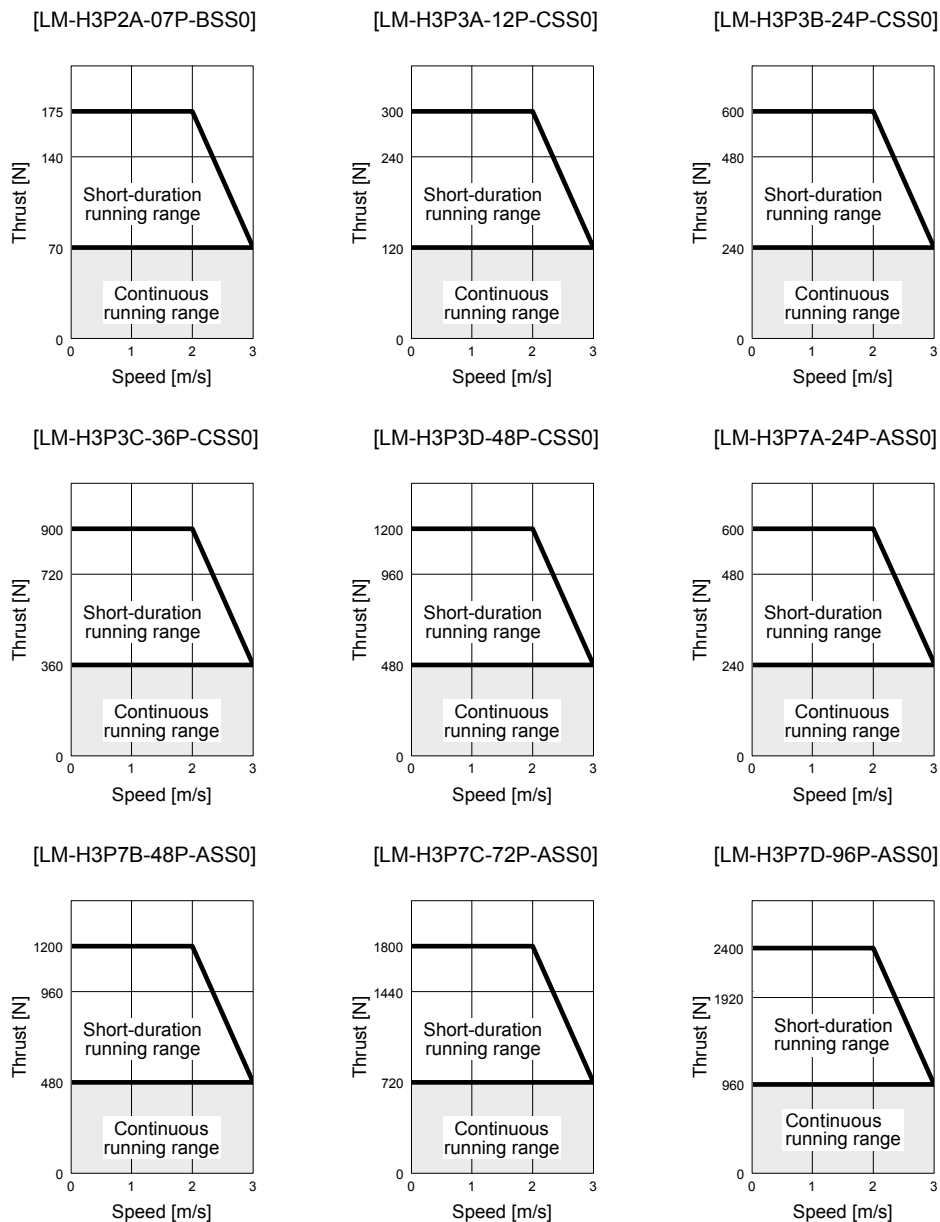 [LM-H3P2A-07P-BSS0]
175
140
70
0
Thrust [N]
Short-duration
running range
Continuous
running range
0 1 2 3
Speed [m/s]
[LM-H3P3A-12P-CSS0]
300
240
120
0
Thrust [N]
Short-duration
running range
Continuous
running range
0 1 2 3
Speed [m/s]
[LM-H3P3B-24P-CSS0]
600
480
240
0
Thrust [N]
Short-duration
running range
Continuous
running range
0 1 2 3
Speed [m/s]
[LM-H3P3C-36P-CSS0]
900
720
360
0
Thrust [N]
Short-duration
running range
Continuous
running range
0 1 2 3
Speed [m/s]
[LM-H3P3D-48P-CSS0]
1200
960
480
0
Thrust [N]
Short-duration
running range
Continuous
running range
0 1 2 3
Speed [m/s]
[LM-H3P7A-24P-ASS0]
600
480
240
0
Thrust [N]
Short-duration
running range
Continuous
running range
0 1 2 3
Speed [m/s]
[LM-H3P7B-48P-ASS0]
1200
960
480
0
Thrust [N]
Short-duration
running range
Continuous
running range
0 1 2 3
Speed [m/s]
[LM-H3P7C-72P-ASS0]
1800
1440
720
0
Thrust [N]
Short-duration
running range
Continuous
running range
0 1 2 3
Speed [m/s]
[LM-H3P7D-96P-ASS0]
2400
1920
960
0
Thrust [N]
Short-duration
running range
Continuous
running range
0 1 2 3
Speed [m/s]